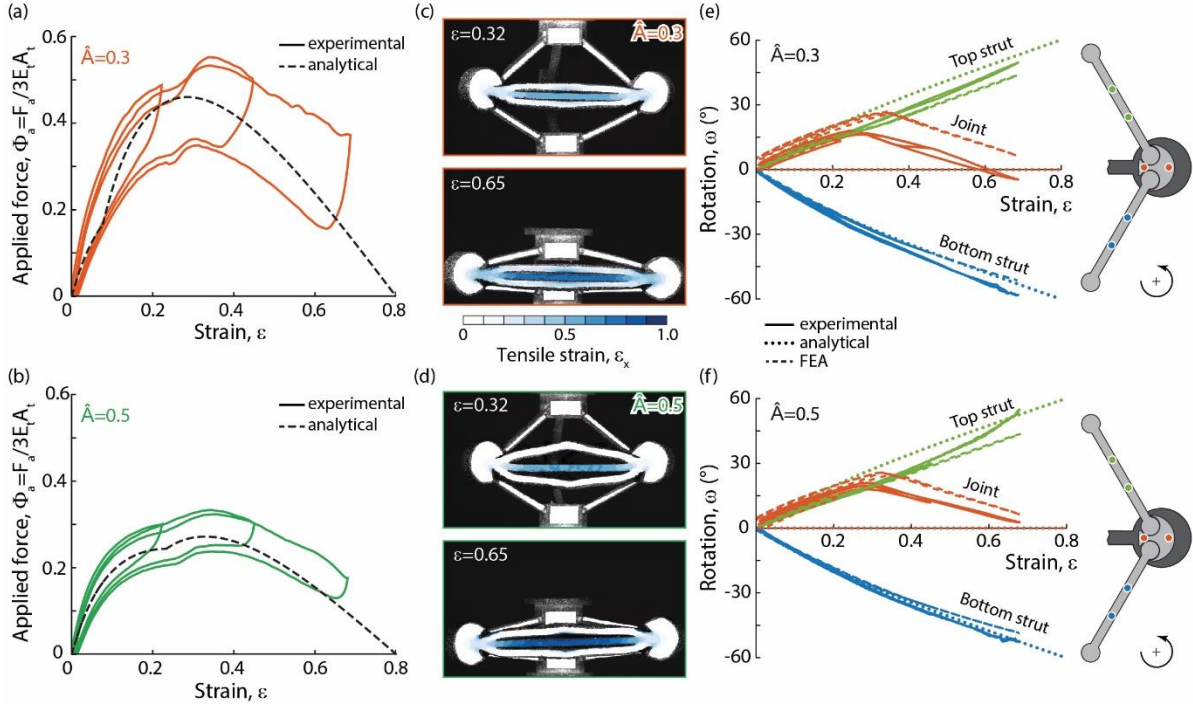 (a)
Applied force, Φₐ=Fₐ/3EₜAₜ
0.6
0.4
0.2
0
Â=0.3
experimental
analytical
0 0.2 0.4 0.6 0.8
Strain, ε
(b)
Applied force, Φₐ=Fₐ/3EₜAₜ
0.6
0.4
0.2
0
Â=0.5
experimental
analytical
0 0.2 0.4 0.6 0.8
Strain, ε
(c)
ε=0.32 Â=0.3
ε=0.65
0 0.5 1.0
Tensile strain, εₓ
(d)
ε=0.32 Â=0.5
ε=0.65
(e)
Rotation, ω (°)
60
30
0
-30
-60
Â=0.3
Top strut
Joint
0.2 0.4 0.6 0.8
Strain, ε
Bottom strut
+
experimental
analytical
FEA
(f)
Rotation, ω (°)
60
30
0
-30
-60
Â=0.5
Top strut
Joint
0.2 0.4 0.6 0.8
Strain, ε
Bottom strut
+